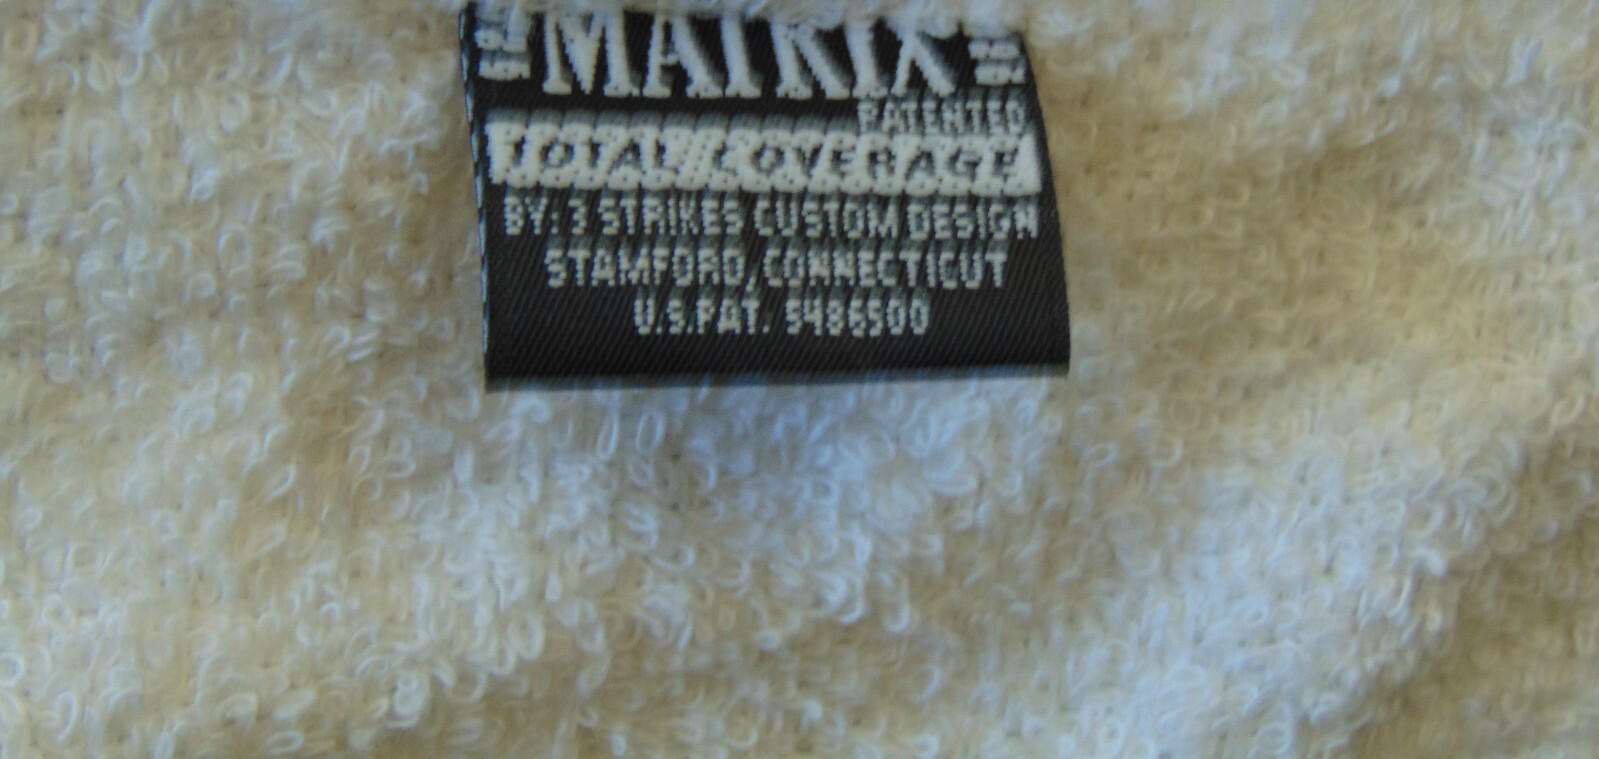 MATRIX
PATENTED
TOTAL COVERAGE
BY: 3 STRIKES CUSTOM DESIGN
STAMFORD, CONNECTICUT
U.S.PAT. 5486500